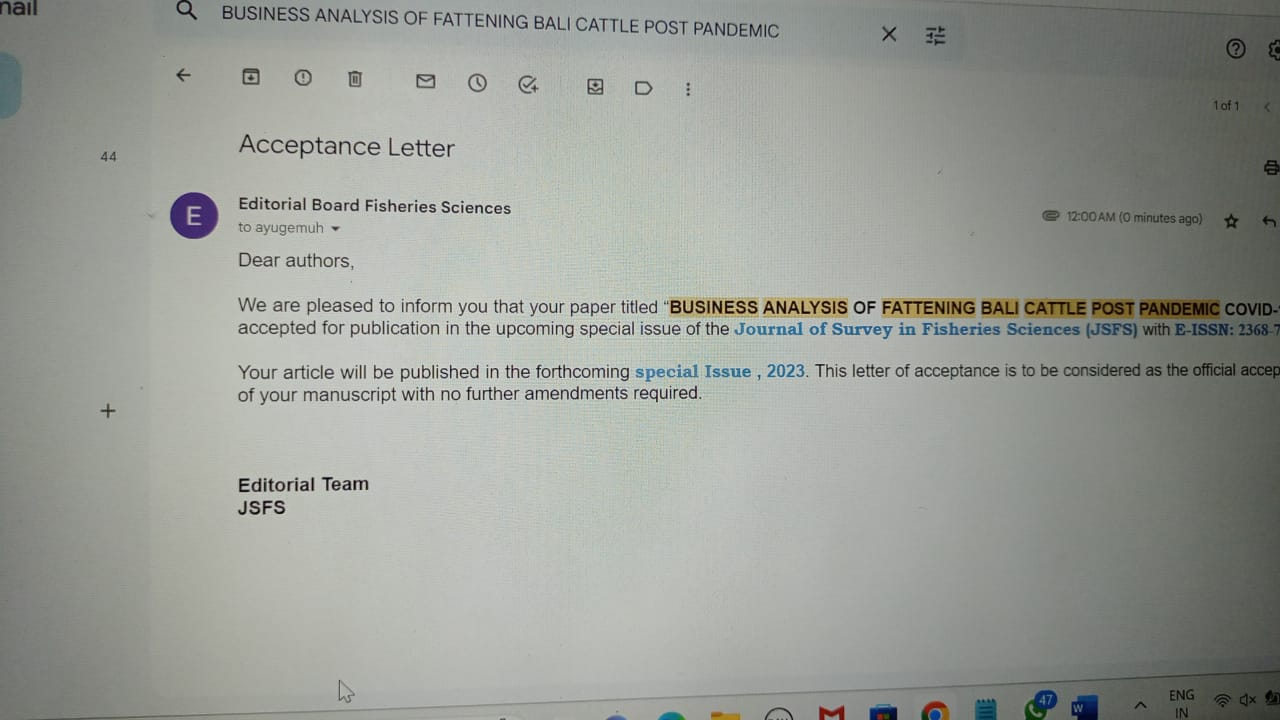 nail
BUSINESS ANALYSIS OF FATTENING BALI CATTLE POST PANDEMIC
1 of 1
Acceptance Letter
44
E
Editorial Board Fisheries Sciences
12:00 AM (0 minutes ago)
to ayugemuh
Dear authors,
We are pleased to inform you that your paper titled “BUSINESS ANALYSIS OF FATTENING BALI CATTLE POST PANDEMIC COVID-
accepted for publication in the upcoming special issue of the Journal of Survey in Fisheries Sciences (JSFS) with E-ISSN: 2368-7
Your article will be published in the forthcoming special Issue , 2023. This letter of acceptance is to be considered as the official accep
of your manuscript with no further amendments required.
Editorial Team
JSFS
47
W
ENG
IN